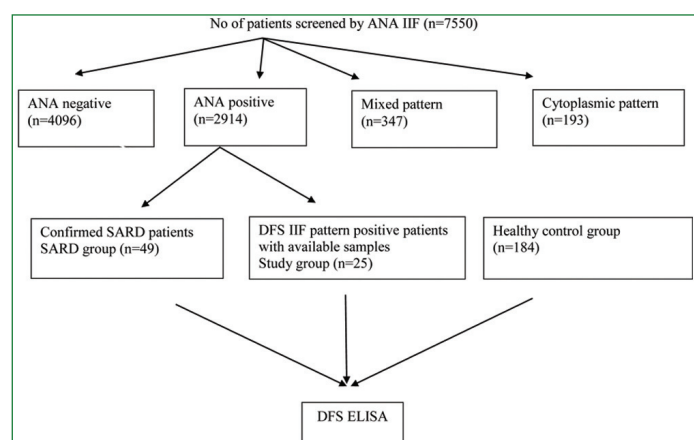 No of patients screened by ANA IIF (n=7550)
ANA negative
(n=4096)
ANA positive
(n=2914)
Mixed pattern
(n=347)
Cytoplasmic pattern
(n=193)
Confirmed SARD patients
SARD group (n=49)
DFS IIF pattern positive patients
with available samples
Study group (n=25)
Healthy control group
(n=184)
DFS ELISA